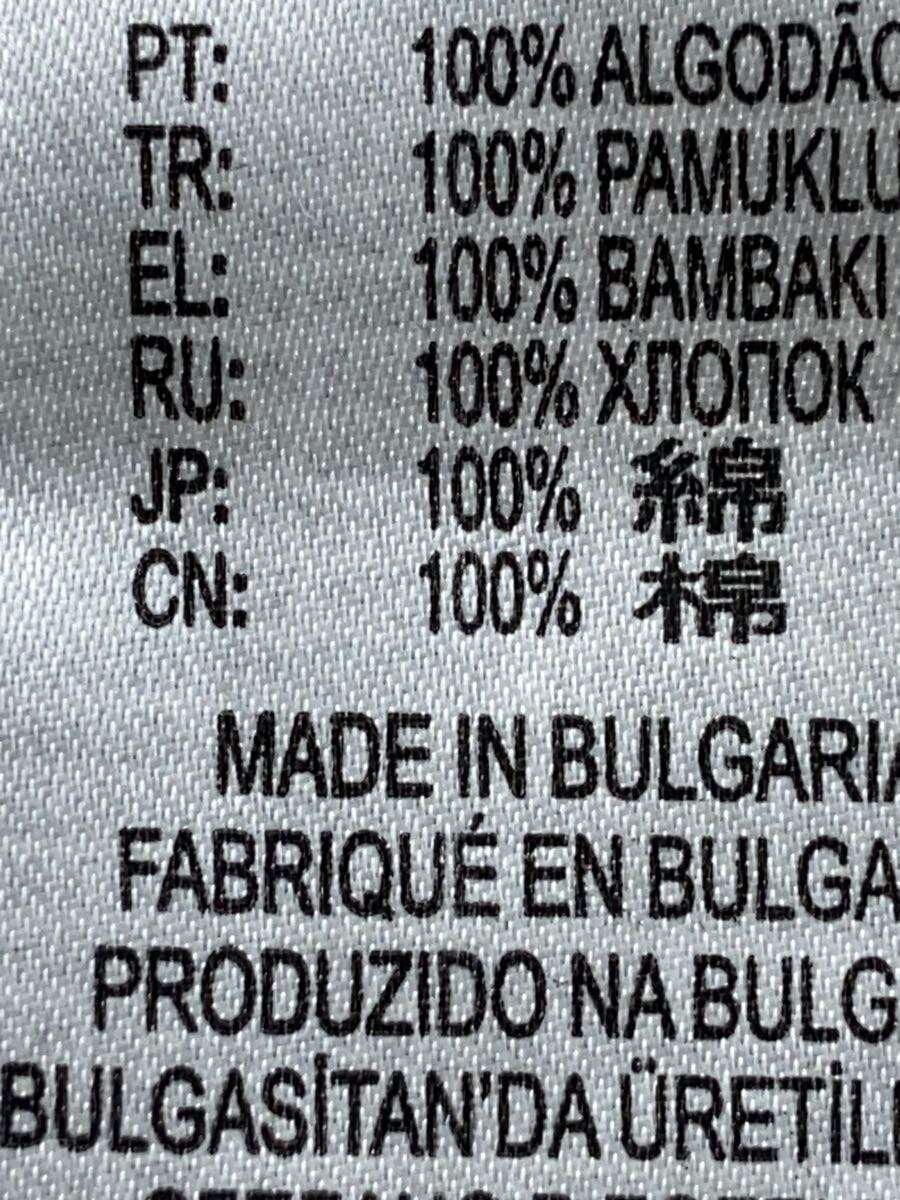 PT: 100% ALGODÃO
TR: 100% PAMUKLU
EL: 100% BAMBAKI
RU: 100% ХЛОПОК
JP: 100% 綿
CN: 100% 棉
MADE IN BULGARIA
FABRIQUÉ EN BULGA
PRODUZIDO NA BULG
BULGASİTAN'DA ÜRETİL